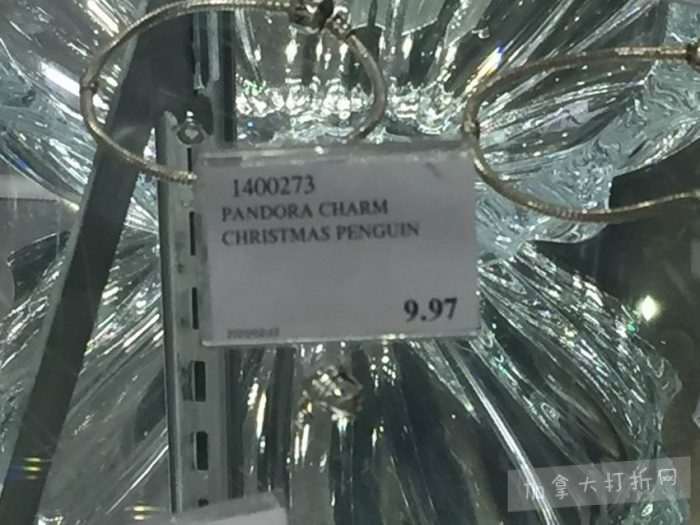 1400273
PANDORA CHARM
CHRISTMAS PENGUIN
9.97
加拿大打折网